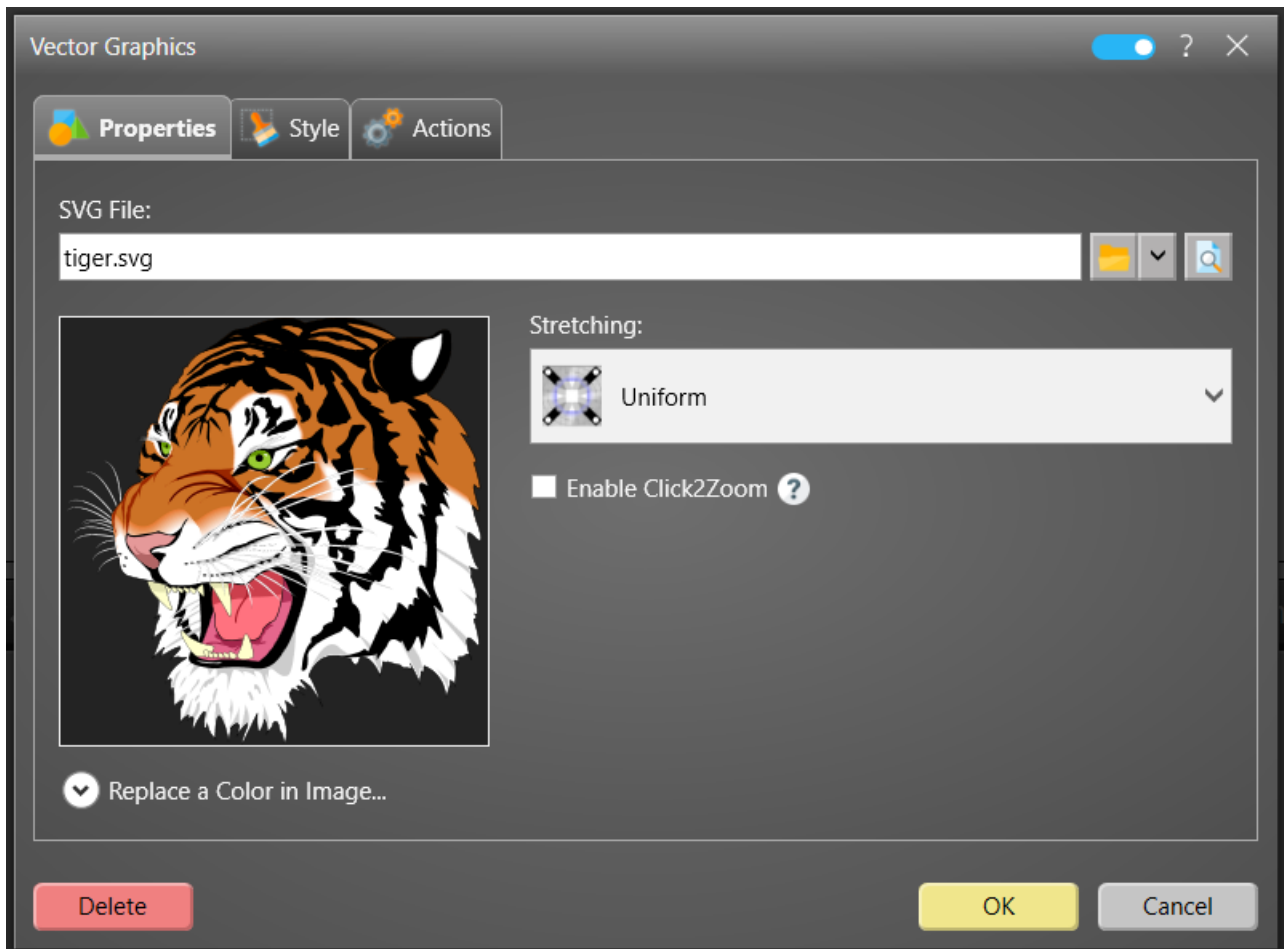 Vector Graphics ?
Properties Style Actions
SVG File:
tiger.svg
Stretching:
Uniform
Enable Click2Zoom ?
Replace a Color in Image...
Delete OK Cancel